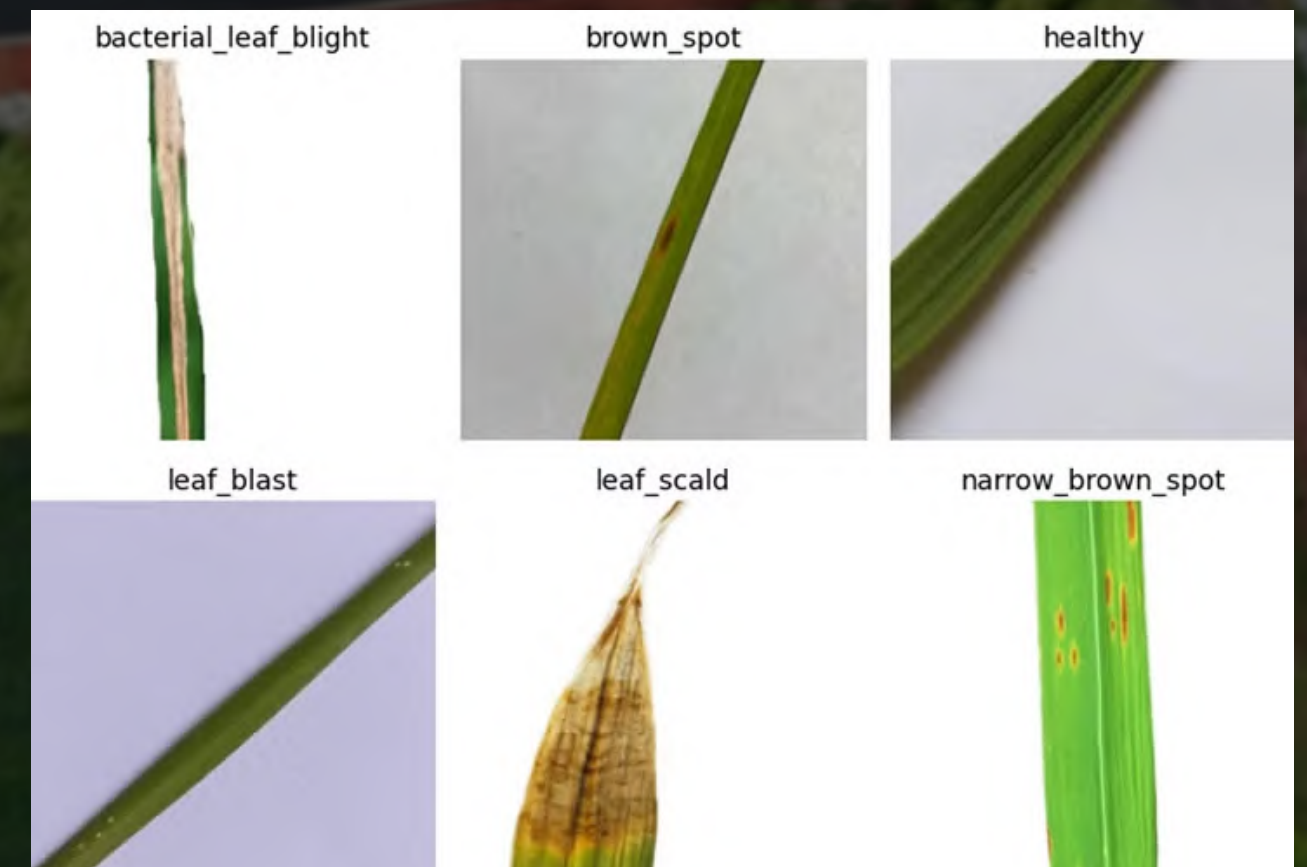 bacterial_leaf_blight
brown_spot
healthy
leaf_blast
leaf_scald
narrow_brown_spot